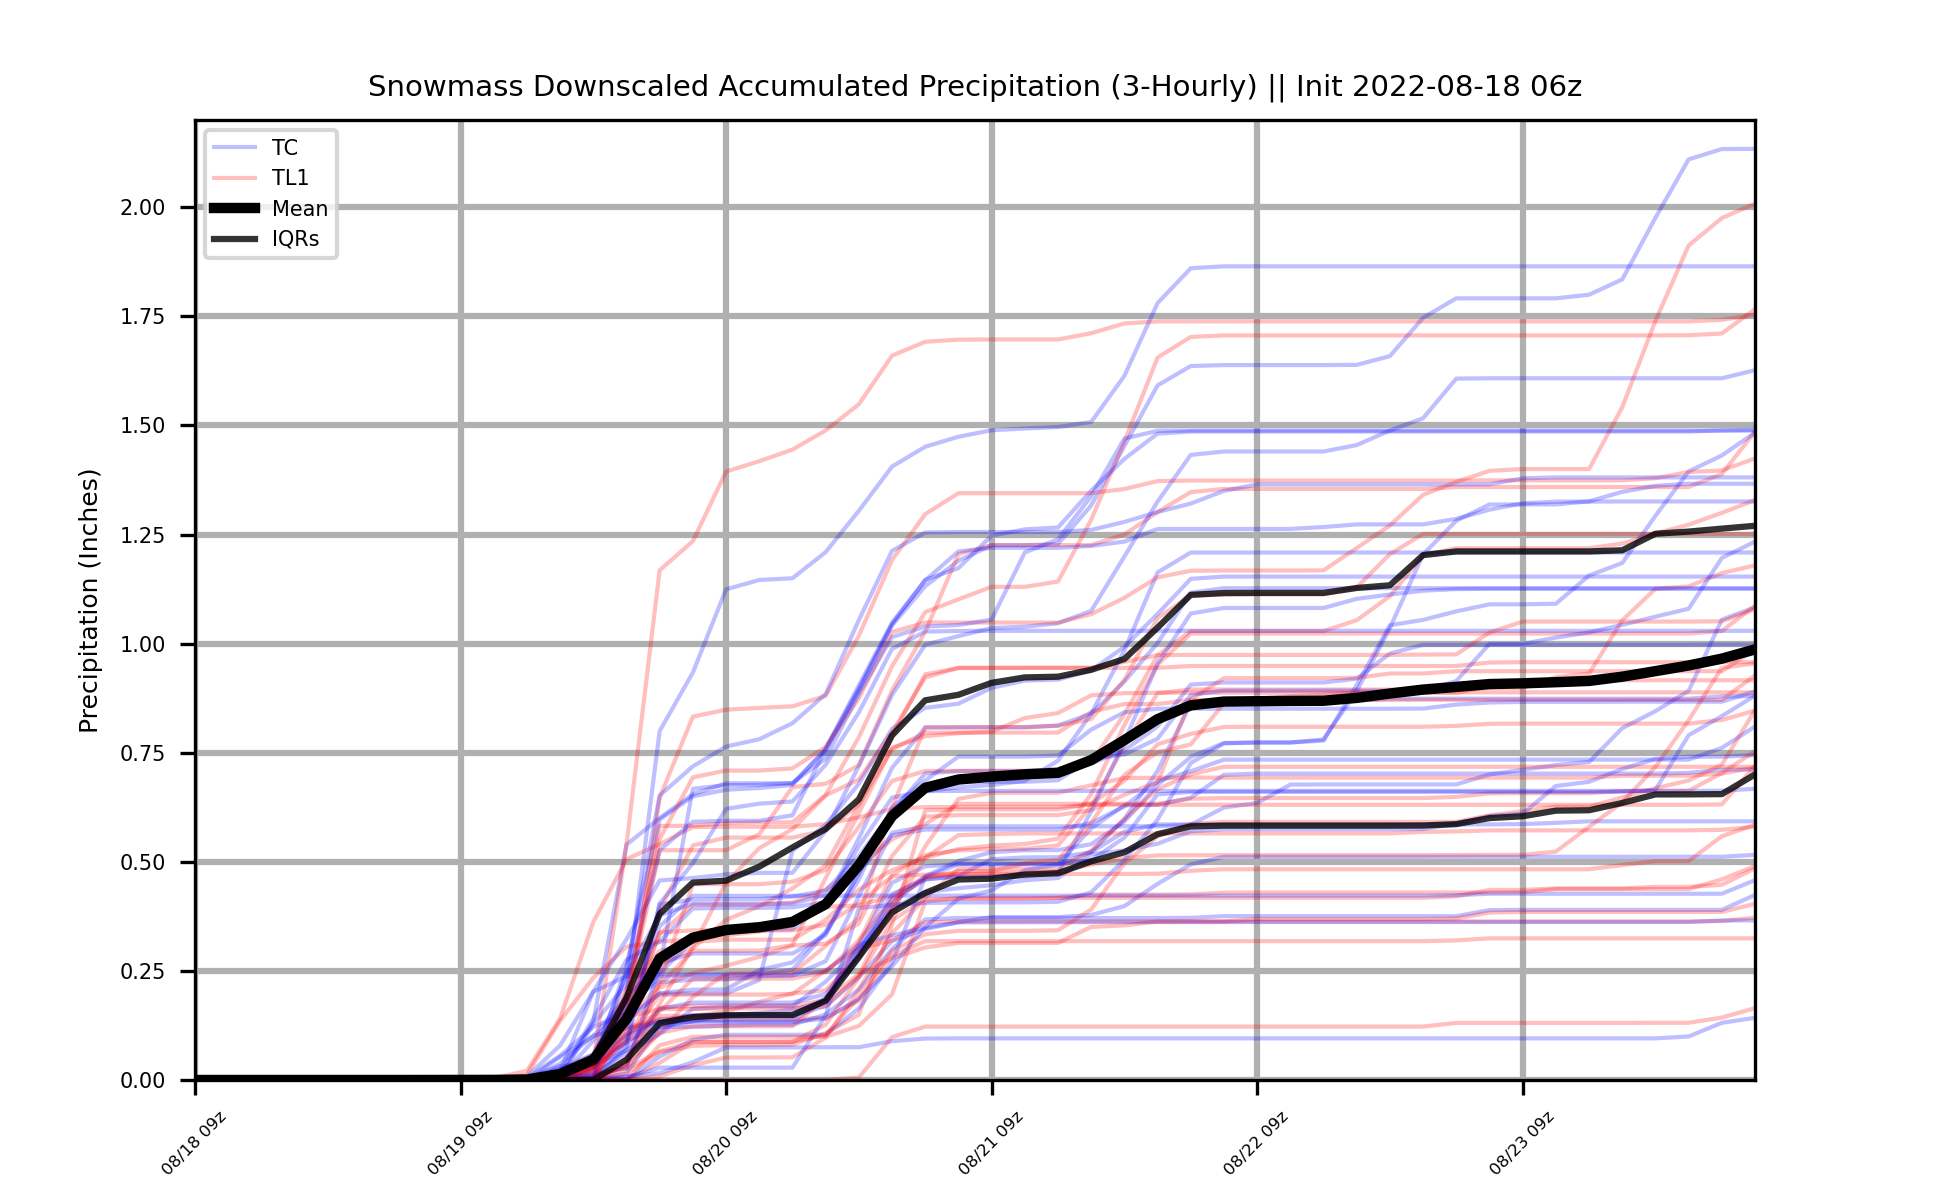 Snowmass Downscaled Accumulated Precipitation (3-Hourly) || Init 2022-08-18 06z
TC
TL1
Mean
IQRs
Precipitation (Inches)
2.00
1.75
1.50
1.25
1.00
0.75
0.50
0.25
0.00
08/18 09z
08/19 09z
08/20 09z
08/21 09z
08/22 09z
08/23 09z